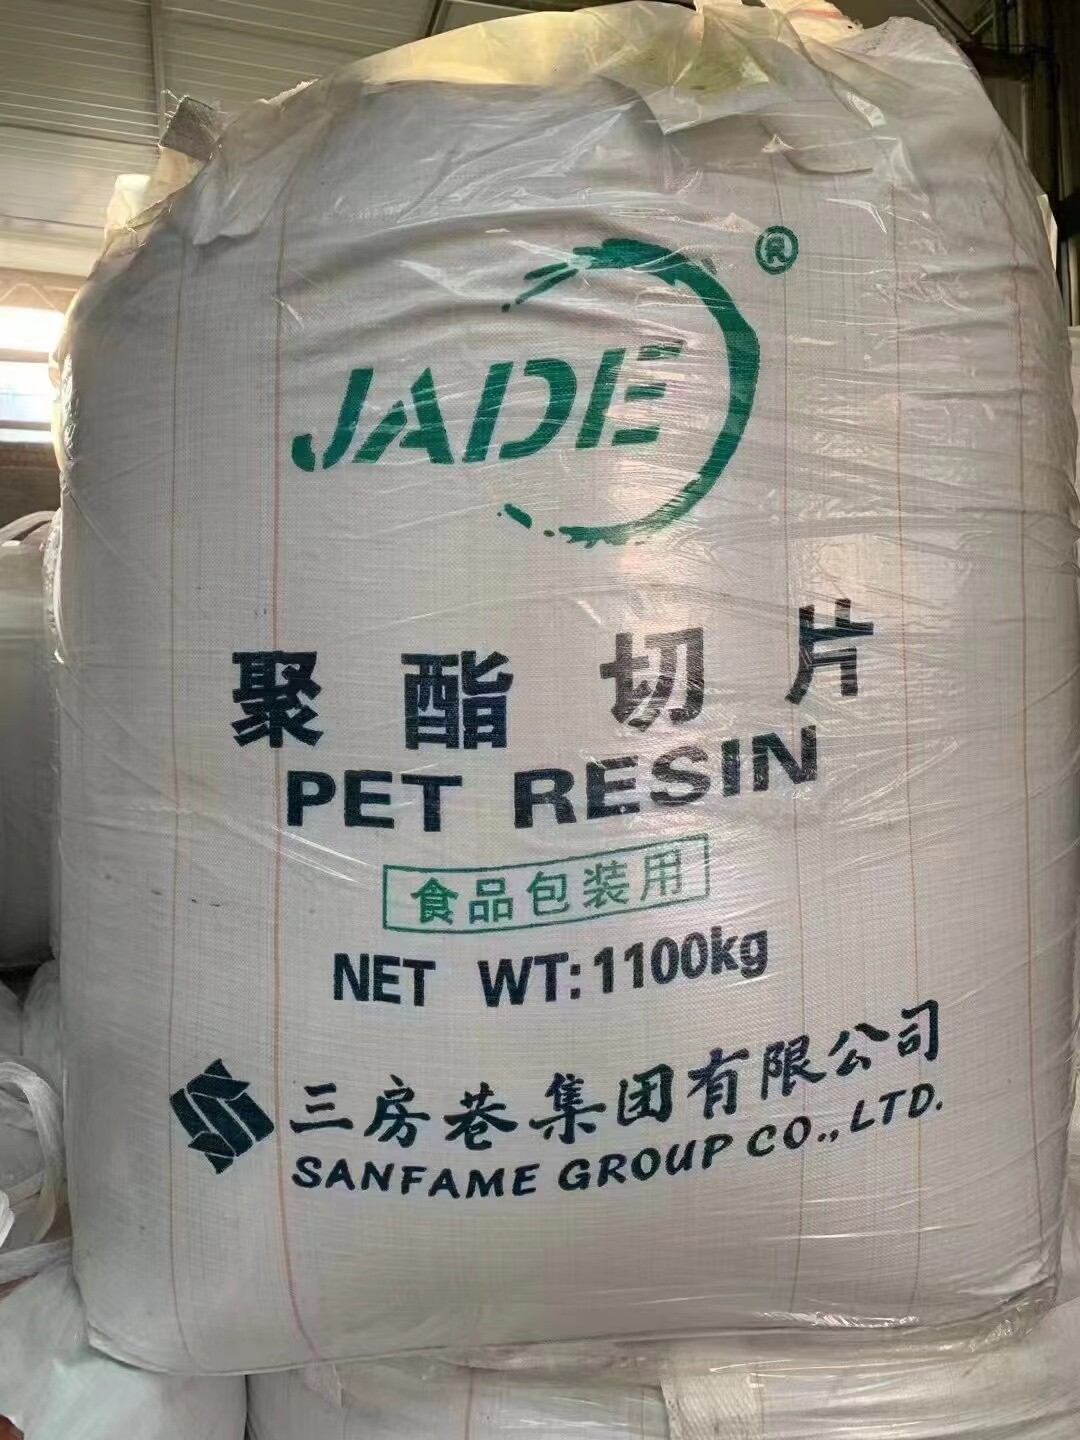 JADE®
聚酯切片
PET RESIN
食品包装用
NET WT:1100kg
三房巷集团有限公司
SANFAME GROUP CO., LTD.